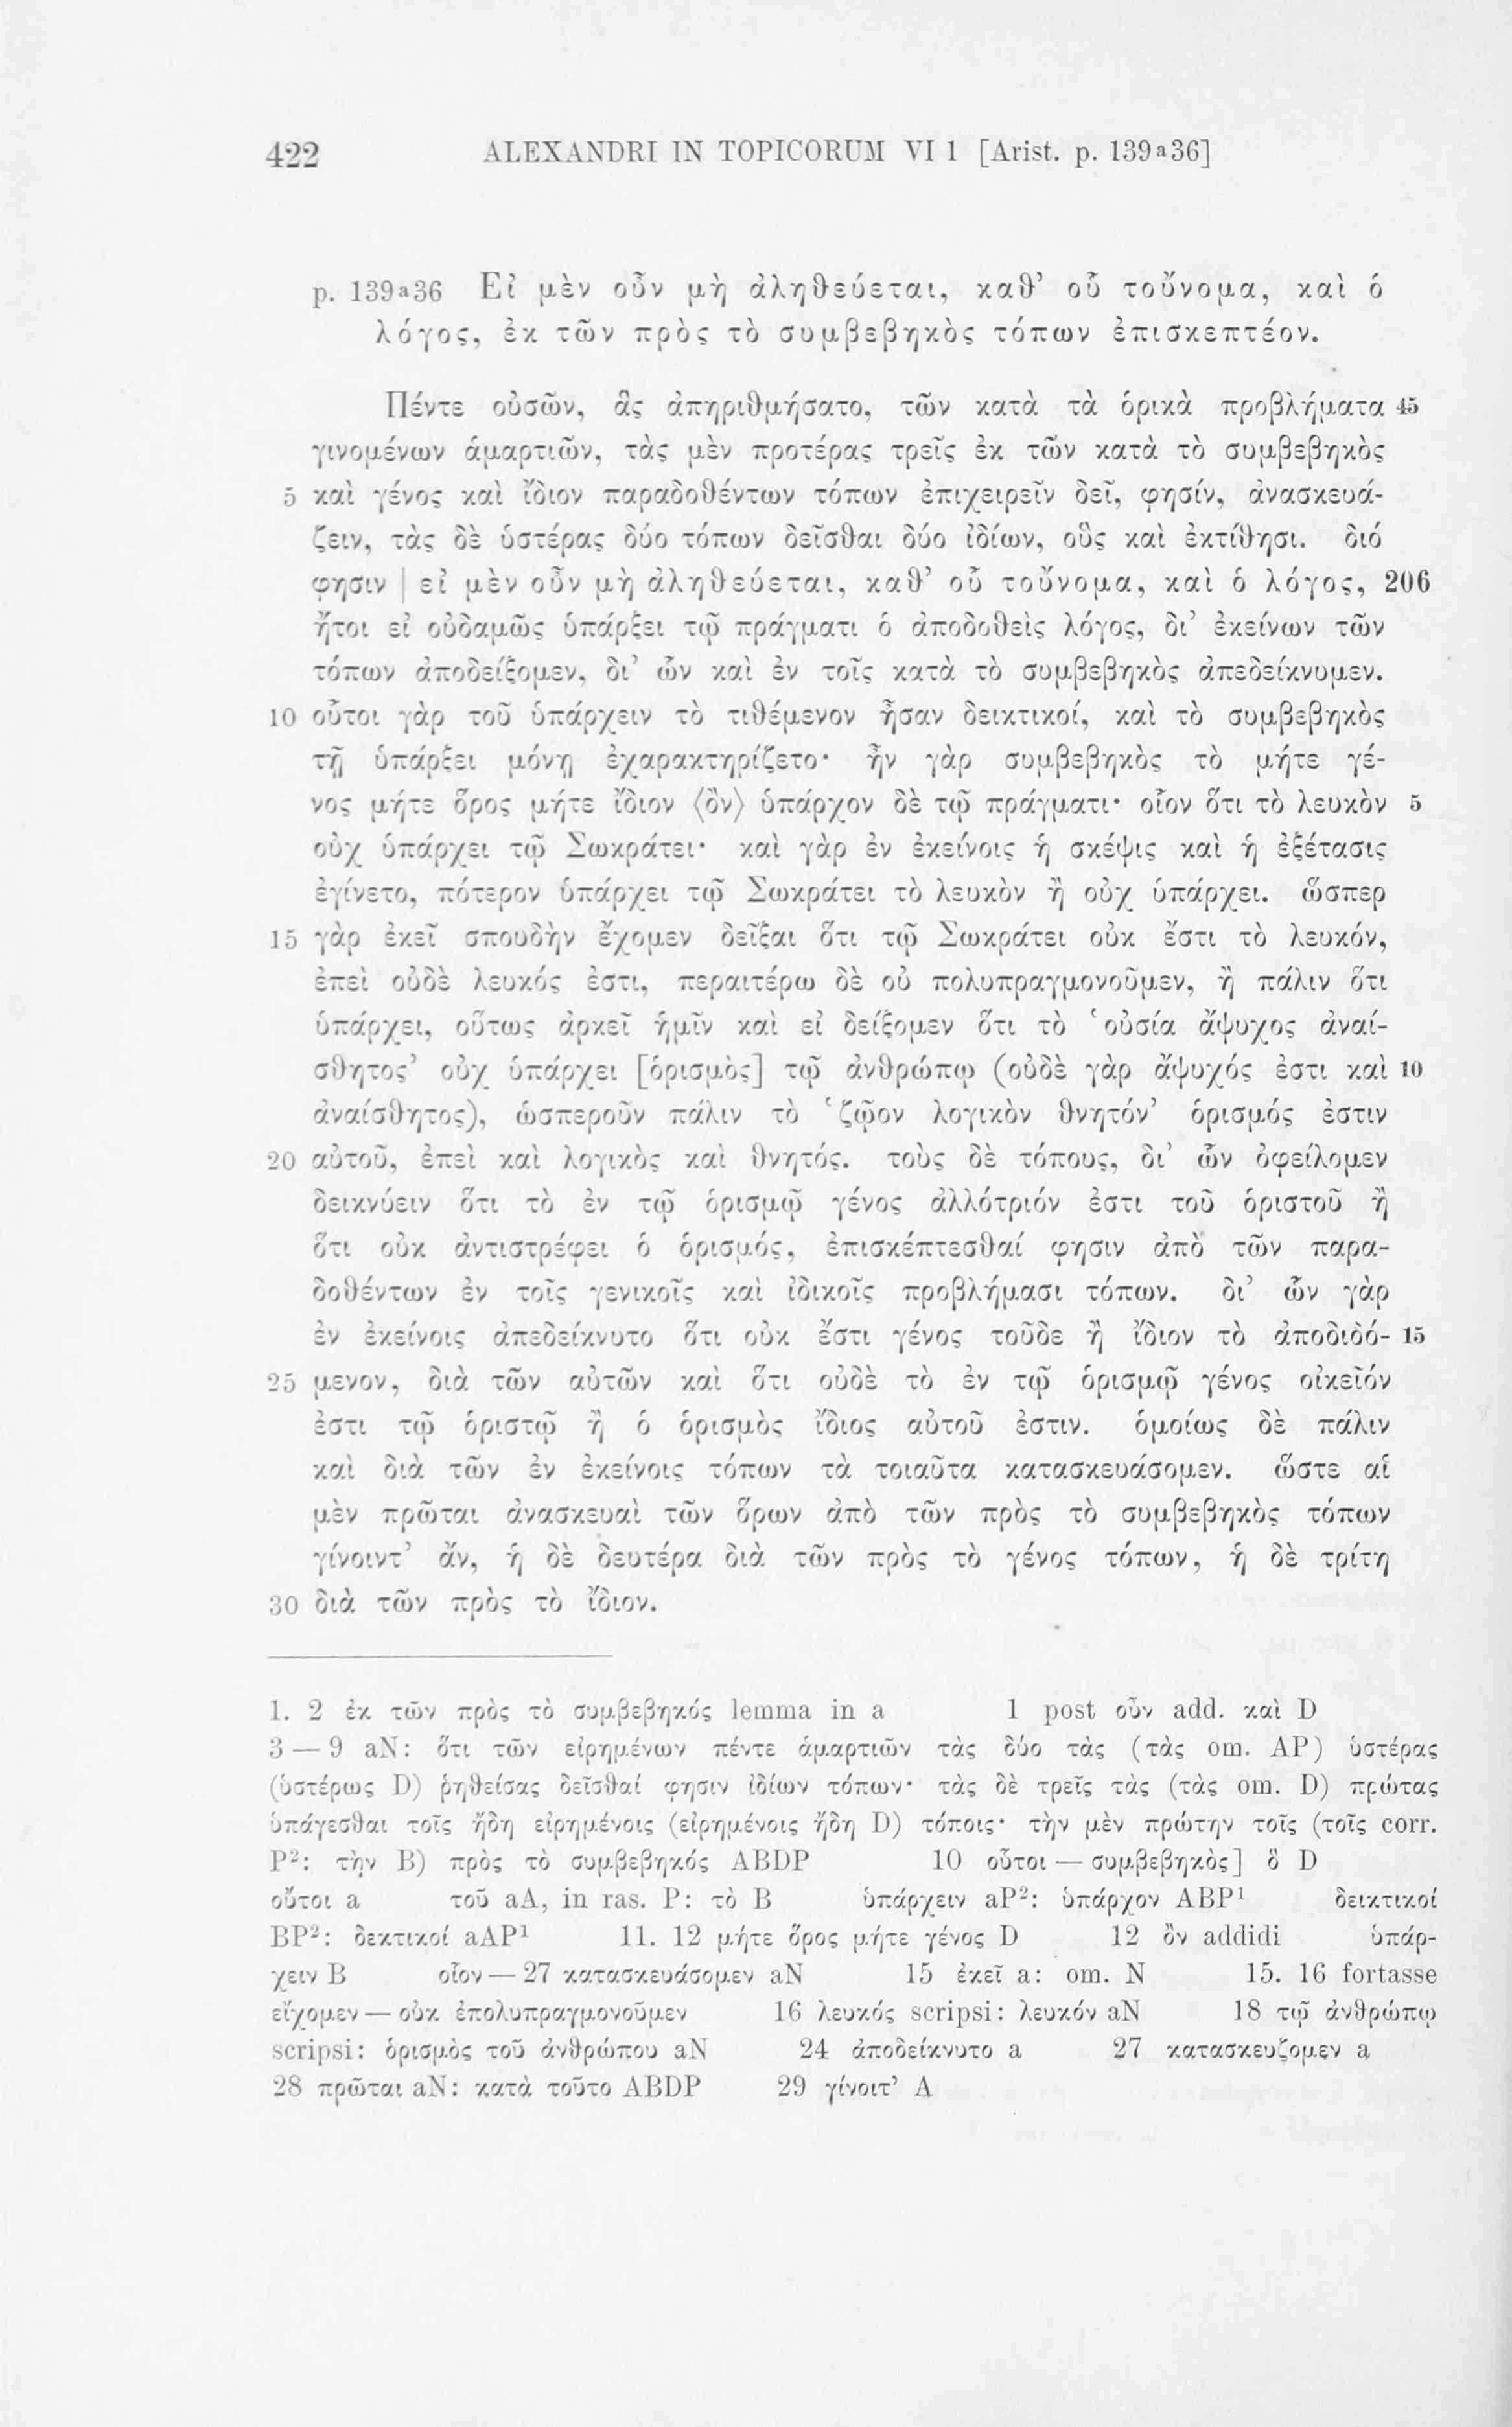 422 ALEXANDRI IN TOPICORUM VI 1 [Arist. p. 139a36]
p. 139a36 Εἰ μὲν οὖν μὴ ἀληθεύεται, καθ’ οὗ τοὔνομα, καὶ ὁ
λόγος, ἐκ τῶν πρὸς τὸ συμβεβηκὸς τόπων ἐπισκεπτέον.
Πέντε οὐσῶν, ἃς ἀπηριθμήσατο, τῶν κατὰ τὰ ὁρικὰ προβλήματα 45
γινομένων ἁμαρτιῶν, τὰς μὲν προτέρας τρεῖς ἐκ τῶν κατὰ τὸ συμβεβηκὸς
5 καὶ γένος καὶ ἴδιον παραδοθέντων τόπων ἐπιχειρεῖν δεῖ, φησίν, ἀνασκευά-
ζειν, τὰς δὲ ὑστέρας δύο τόπων δεῖσθαι δύο ἰδίων, οὓς καὶ ἐκτίθησι. διό
φησιν | εἰ μὲν οὖν μὴ ἀληθεύεται, καθ’ οὗ τοὔνομα, καὶ ὁ λόγος, 206
ἤτοι εἰ οὐδαμῶς ὑπάρξει τῷ πράγματι ὁ ἀποδοθεὶς λόγος, δι’ ἐκείνων τῶν
τόπων ἀποδείξομεν, δι’ ὧν καὶ ἐν τοῖς κατὰ τὸ συμβεβηκὸς ἀπεδείκνυμεν.
10 οὗτοι γὰρ τοῦ ὑπάρχειν τὸ τιθέμενον ἦσαν δεικτικοί, καὶ τὸ συμβεβηκὸς
τῇ ὑπάρξει μόνῃ ἐχαρακτηρίζετο· ἦν γὰρ συμβεβηκὸς τὸ μήτε γέ-
νος μήτε ὅρος μήτε ἴδιον ⟨ὂν⟩ ὑπάρχον δὲ τῷ πράγματι· οἷον ὅτι τὸ λευκὸν 5
οὐχ ὑπάρχει τῷ Σωκράτει· καὶ γὰρ ἐν ἐκείνοις ἡ σκέψις καὶ ἡ ἐξέτασις
ἐγίνετο, πότερον ὑπάρχει τῷ Σωκράτει τὸ λευκὸν ἢ οὐχ ὑπάρχει. ὥσπερ
15 γὰρ ἐκεῖ σπουδὴν ἔχομεν δεῖξαι ὅτι τῷ Σωκράτει οὐκ ἔστι τὸ λευκόν,
ἐπεὶ οὐδὲ λευκός ἐστι, περαιτέρω δὲ οὐ πολυπραγμονοῦμεν, ἢ πάλιν ὅτι
ὑπάρχει, οὕτως ἀρκεῖ ἡμῖν καὶ εἰ δείξομεν ὅτι τὸ ‘οὐσία ἄψυχος ἀναί-
σθητος’ οὐχ ὑπάρχει [ὁρισμὸς] τῷ ἀνθρώπῳ (οὐδὲ γὰρ ἄψυχός ἐστι καὶ 10
ἀναίσθητος), ὡσπεροῦν πάλιν τὸ ‘ζῷον λογικὸν θνητόν’ ὁρισμός ἐστιν
20 αὐτοῦ, ἐπεὶ καὶ λογικὸς καὶ θνητός. τοὺς δὲ τόπους, δι’ ὧν ὀφείλομεν
δεικνύειν ὅτι τὸ ἐν τῷ ὁρισμῷ γένος ἀλλότριόν ἐστι τοῦ ὁριστοῦ ἢ
ὅτι οὐκ ἀντιστρέφει ὁ ὁρισμός, ἐπισκέπτεσθαί φησιν ἀπὸ τῶν παρα-
δοθέντων ἐν τοῖς γενικοῖς καὶ ἰδικοῖς προβλήμασι τόπων. δι’ ὧν γὰρ
ἐν ἐκείνοις ἀπεδείκνυτο ὅτι οὐκ ἔστι γένος τοῦδε ἢ ἴδιον τὸ ἀποδιδό- 15
25 μενον, διὰ τῶν αὐτῶν καὶ ὅτι οὐδὲ τὸ ἐν τῷ ὁρισμῷ γένος οἰκεῖόν
ἐστι τῷ ὁριστῷ ἢ ὁ ὁρισμὸς ἴδιος αὐτοῦ ἐστιν. ὁμοίως δὲ πάλιν
καὶ διὰ τῶν ἐν ἐκείνοις τόπων τὰ τοιαῦτα κατασκευάσομεν. ὥστε αἱ
μὲν πρῶται ἀνασκευαὶ τῶν ὅρων ἀπὸ τῶν πρὸς τὸ συμβεβηκὸς τόπων
γίνοιντ’ ἄν, ἡ δὲ δευτέρα διὰ τῶν πρὸς τὸ γένος τόπων, ἡ δὲ τρίτη
30 διὰ τῶν πρὸς τὸ ἴδιον.
1. 2 ἐκ τῶν πρὸς τὸ συμβεβηκός lemma in a 1 post οὖν add. καὶ D
3 — 9 aN: ὅτι τῶν εἰρημένων πέντε ἁμαρτιῶν τὰς δύο τὰς (τὰς om. AP) ὑστέρας
(ὑστέρως D) ῥηθείσας δεῖσθαί φησιν ἰδίων τόπων· τὰς δὲ τρεῖς τὰς (τὰς om. D) πρώτας
ὑπάγεσθαι τοῖς ἤδη εἰρημένοις (εἰρημένοις ἤδη D) τόποις· τὴν μὲν πρώτην τοῖς (τοῖς corr.
P²: τὴν B) πρὸς τὸ συμβεβηκός ABDP 10 οὗτοι — συμβεβηκὸς] ὃ D
οὕτοι a τοῦ aA, in ras. P: τὸ B ὑπάρχειν aP²: ὑπάρχον ABP¹ δεικτικοί
BP²: δεκτικοί aAP¹ 11. 12 μήτε ὅρος μήτε γένος D 12 ὂν addidi ὑπάρ-
χειν B οἷον — 27 κατασκευάσομεν aN 15 ἐκεῖ a: om. N 15. 16 fortasse
εἴχομεν — οὐκ ἐπολυπραγμονοῦμεν 16 λευκός scripsi: λευκόν aN 18 τῷ ἀνθρώπῳ
scripsi: ὁρισμὸς τοῦ ἀνθρώπου aN 24 ἀποδείκνυτο a 27 κατασκευζομεν a
28 πρῶται aN: κατὰ τοῦτο ABDP 29 γίνοιτ’ A